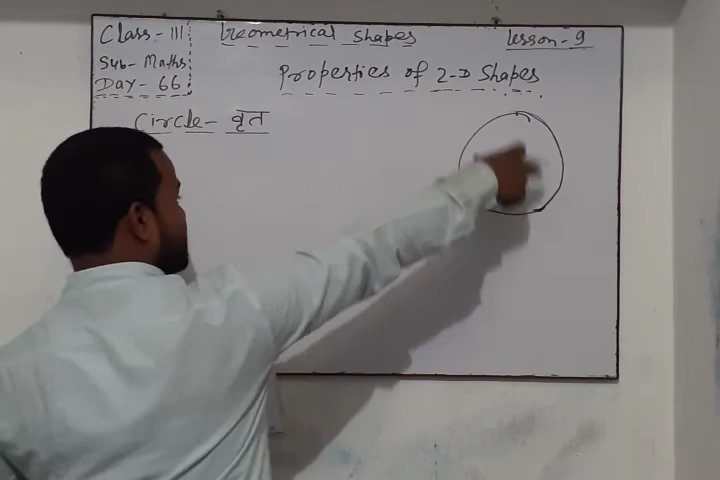 Class - III
Sub - Maths
Day - 66
Geometrical Shapes
Lesson - 9
Properties of 2-D Shapes
Circle - वृत